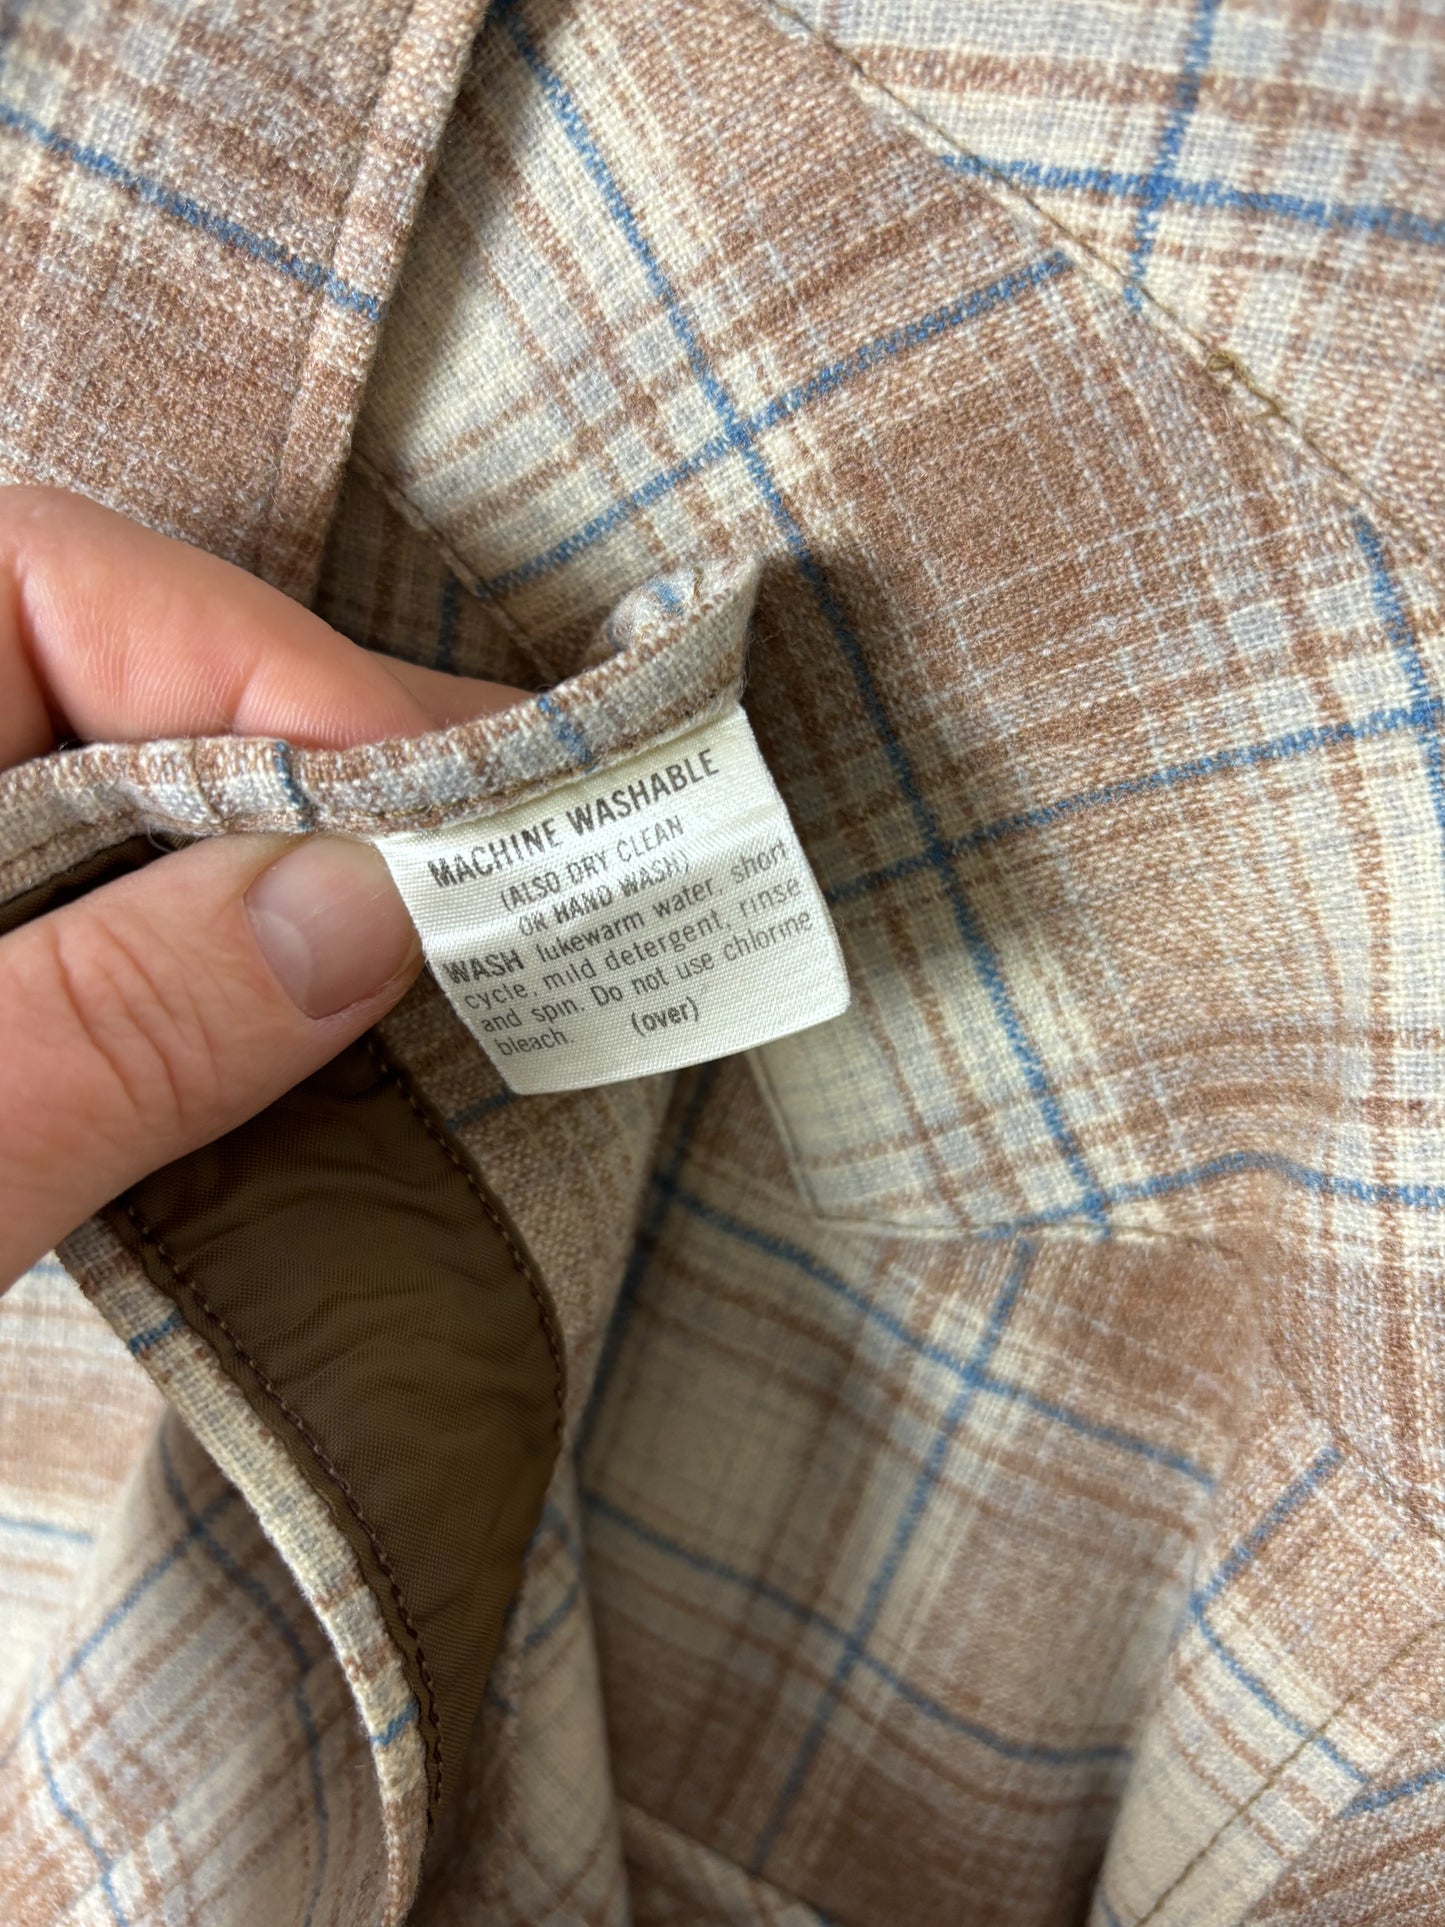 MACHINE WASHABLE
(ALSO DRY CLEAN
OR HAND WASH)
WASH lukewarm water, short
cycle, mild detergent, rinse
and spin. Do not use chlorine
bleach. (over)